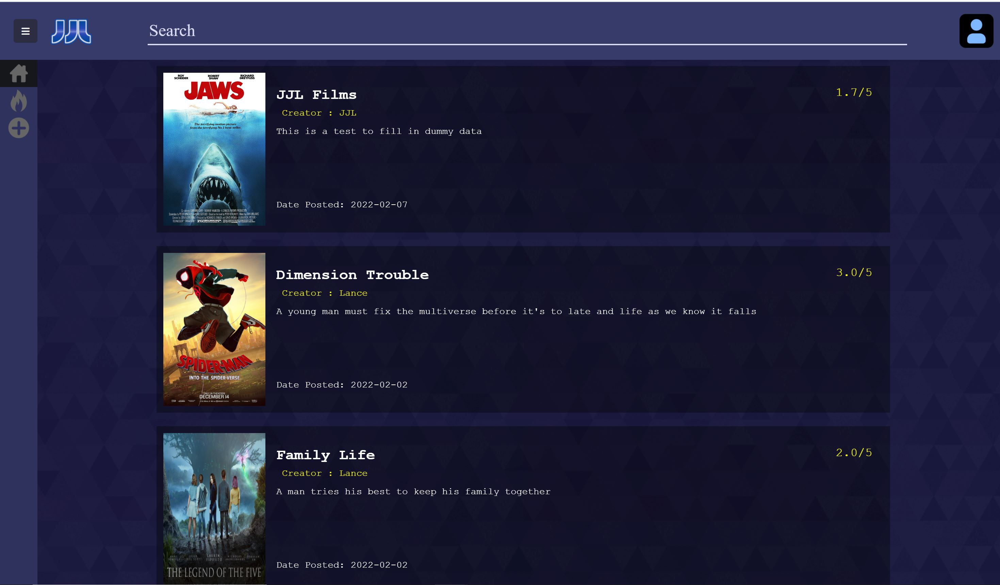 JJL
Search
ROY SCHEIDER ROBERT SHAW RICHARD DREYFUSS
JAWS
The terrifying motion picture
from the terrifying No. 1 best seller.
JJL Films
1.7/5
Creator : JJL
This is a test to fill in dummy data
Date Posted: 2022-02-07
SPIDER-MAN
INTO THE SPIDER-VERSE
ONLY IN THEATERS
DECEMBER 14
Dimension Trouble
3.0/5
Creator : Lance
A young man must fix the multiverse before it's to late and life as we know it falls
Date Posted: 2022-02-02
LAUREN
ESPOSITO
THE LEGEND OF THE FIVE
Family Life
2.0/5
Creator : Lance
A man tries his best to keep his family together
Date Posted: 2022-02-02